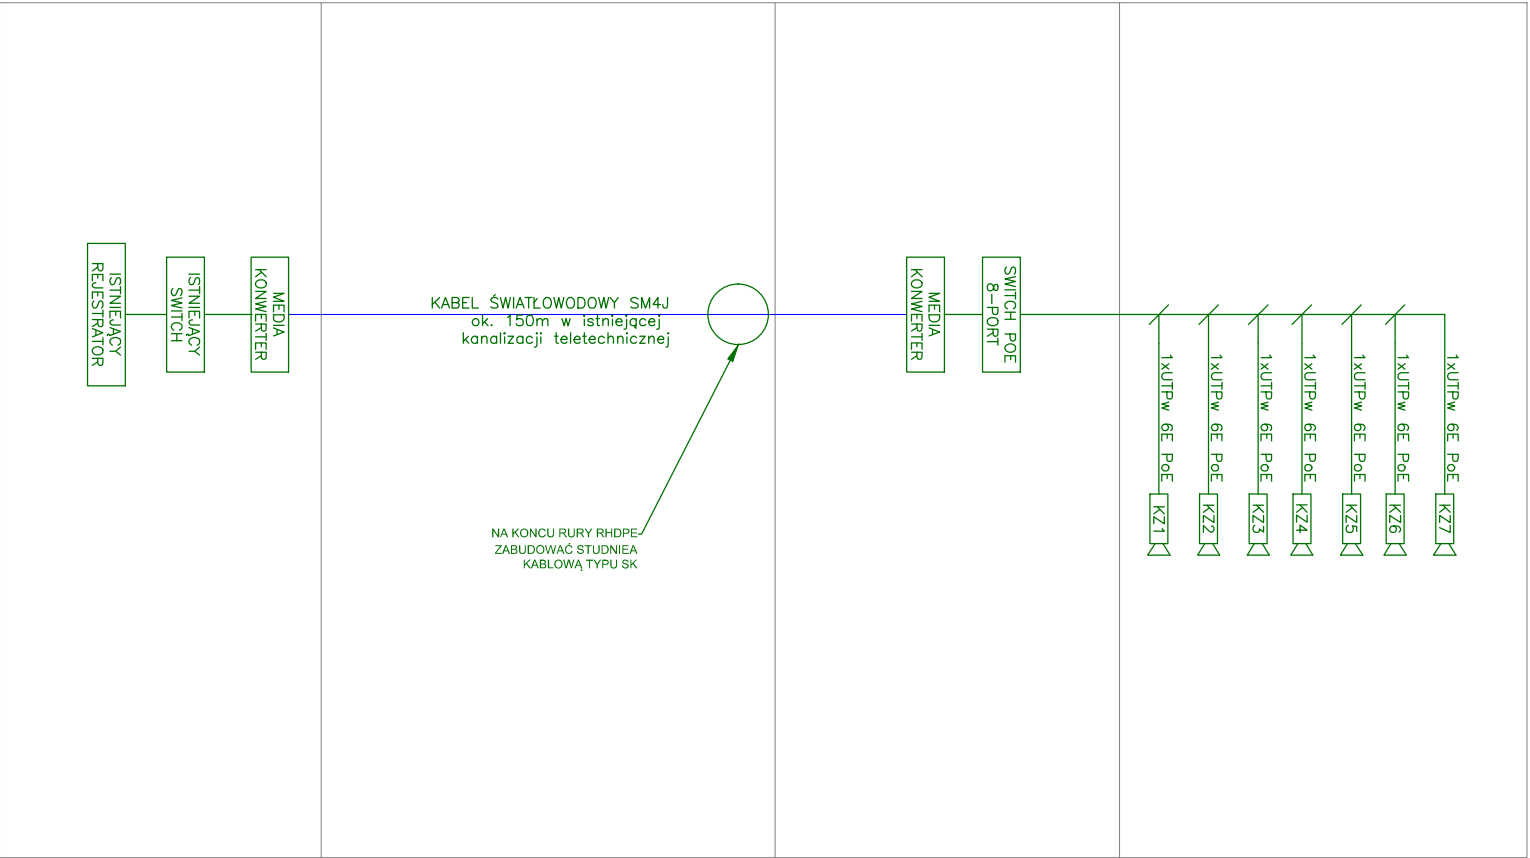 ISTNIEJĄCY
REJESTRATOR
ISTNIEJĄCY
SWITCH
MEDIA
KONWERTER
KABEL ŚWIATŁOWODOWY SM4J
ok. 150m w istniejącej
kanalizacji teletechnicznej
NA KONCU RURY RHDPE
ZABUDOWAĆ STUDNIEA
KABLOWĄ TYPU SK
MEDIA
KONWERTER
SWITCH POE
8-PORT
1xUTPw 6E PoE
KZ1
1xUTPw 6E PoE
KZ2
1xUTPw 6E PoE
KZ3
1xUTPw 6E PoE
KZ4
1xUTPw 6E PoE
KZ5
1xUTPw 6E PoE
KZ6
1xUTPw 6E PoE
KZ7